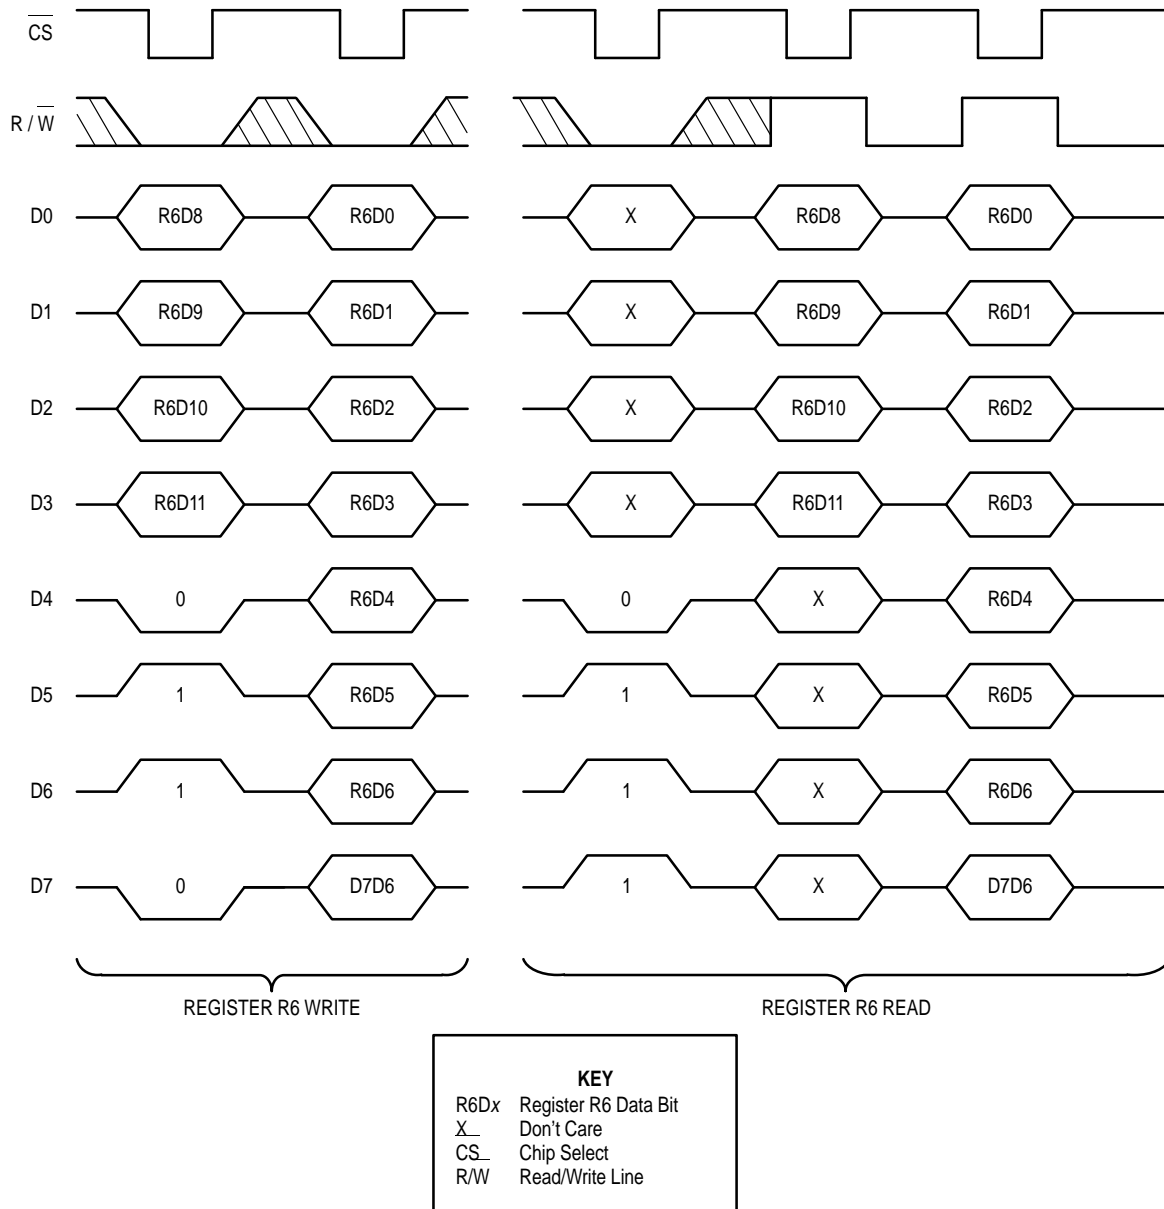 CS
R / W
D0 R6D8 R6D0 X R6D8 R6D0
D1 R6D9 R6D1 X R6D9 R6D1
D2 R6D10 R6D2 X R6D10 R6D2
D3 R6D11 R6D3 X R6D11 R6D3
D4 0 R6D4 0 X R6D4
D5 1 R6D5 1 X R6D5
D6 1 R6D6 1 X R6D6
D7 0 D7D6 1 X D7D6
REGISTER R6 WRITE REGISTER R6 READ
KEY
R6Dx Register R6 Data Bit
X Don't Care
CS Chip Select
R/W Read/Write Line